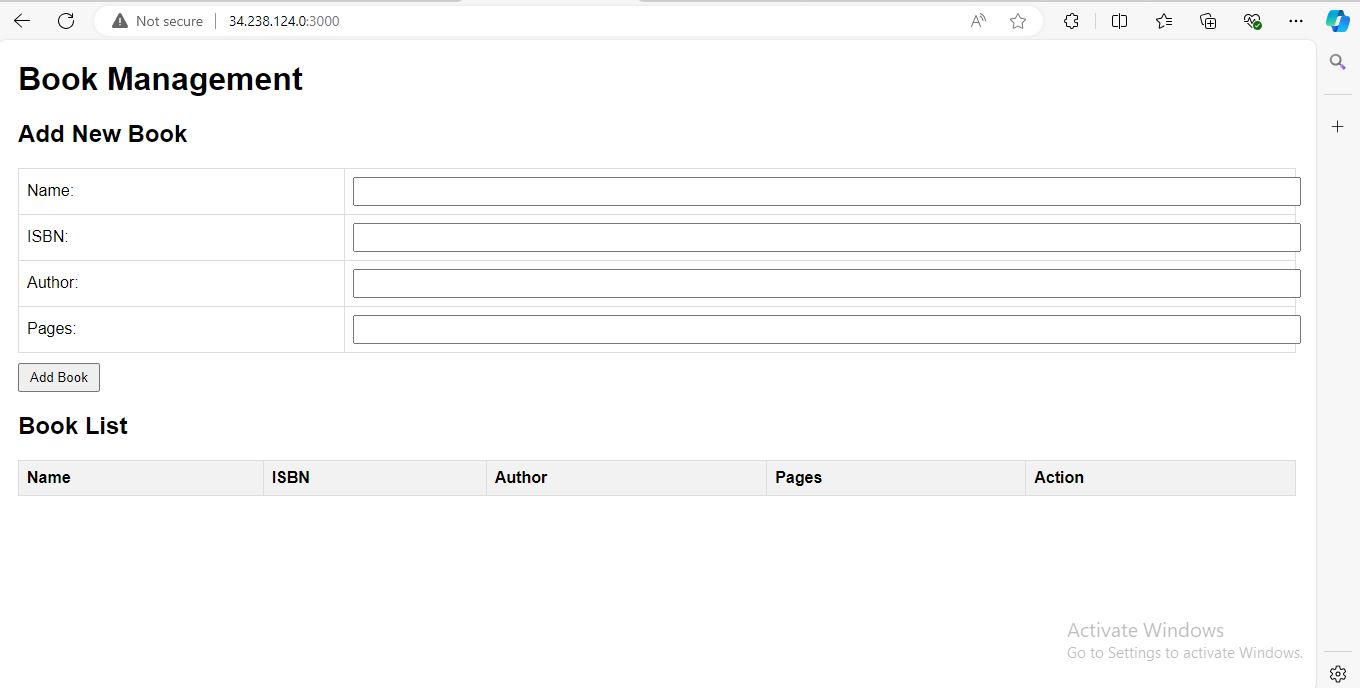 Not secure 34.238.124.0:3000
Book Management
Add New Book
Name:
ISBN:
Author:
Pages:
Add Book
Book List
Name ISBN Author Pages Action
Activate Windows
Go to Settings to activate Windows.